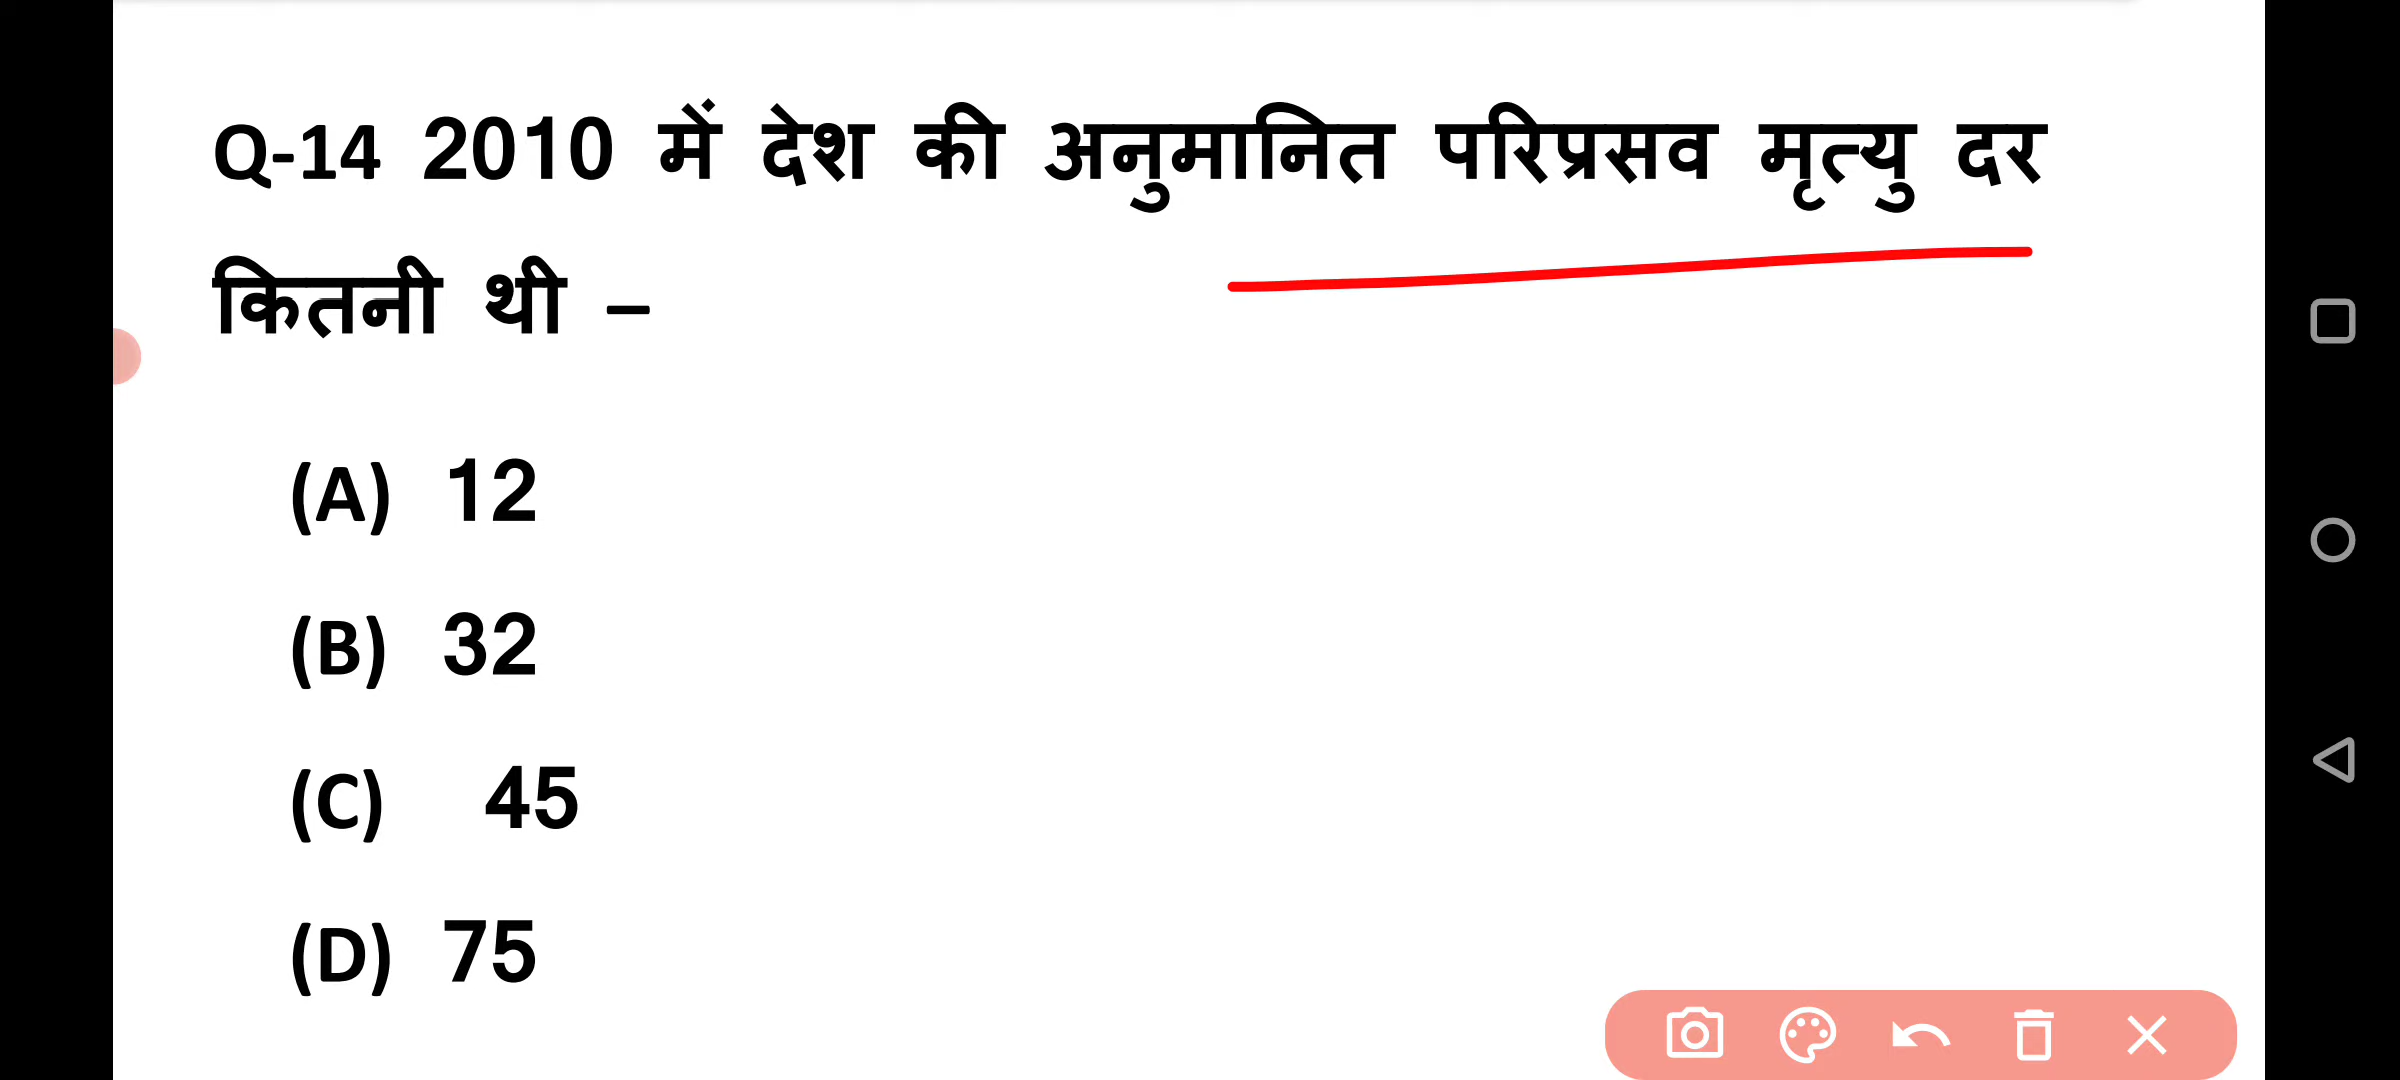 Q-14 2010 में देश की अनुमानित परिप्रसव मृत्यु दर
कितनी थी –
(A) 12
(B) 32
(C) 45
(D) 75